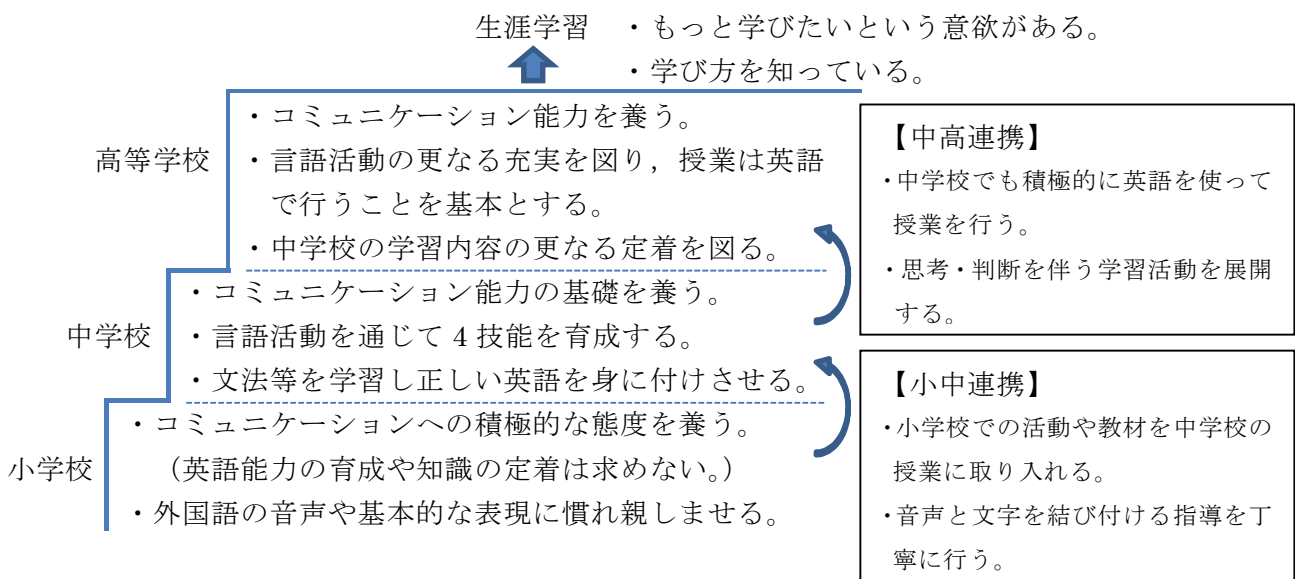 生涯学習 ・もっと学びたいという意欲がある。
・学び方を知っている。
高等学校
・コミュニケーション能力を養う。
・言語活動の更なる充実を図り，授業は英語
で行うことを基本とする。
・中学校の学習内容の更なる定着を図る。
中学校
・コミュニケーション能力の基礎を養う。
・言語活動を通じて４技能を育成する。
・文法等を学習し正しい英語を身に付けさせる。
小学校
・コミュニケーションへの積極的な態度を養う。
（英語能力の育成や知識の定着は求めない。）
・外国語の音声や基本的な表現に慣れ親しませる。
【中高連携】
・中学校でも積極的に英語を使って
授業を行う。
・思考・判断を伴う学習活動を展開
する。
【小中連携】
・小学校での活動や教材を中学校の
授業に取り入れる。
・音声と文字を結び付ける指導を丁
寧に行う。